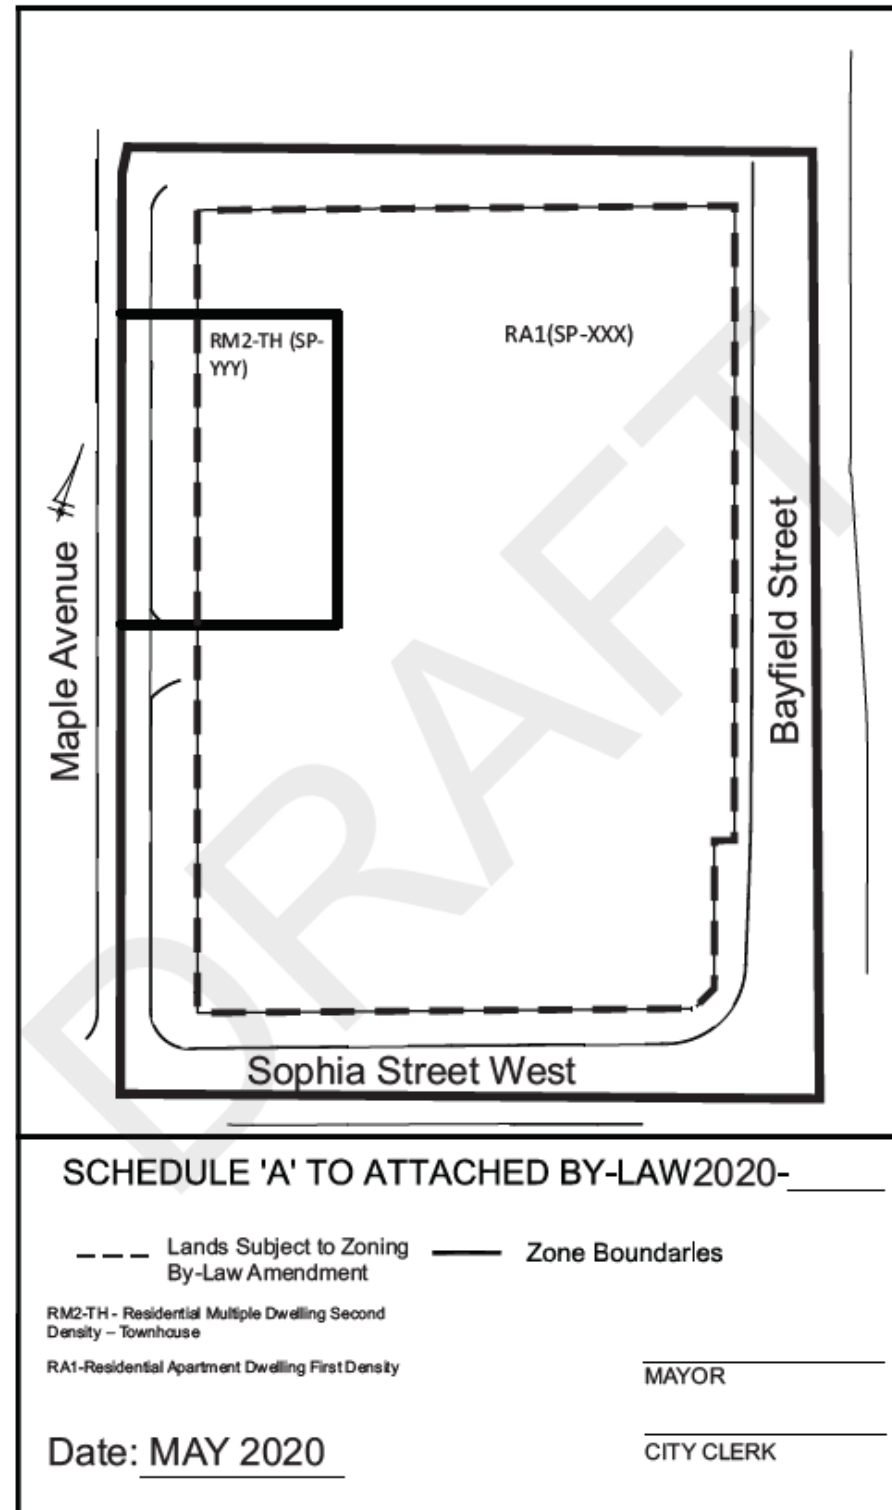 RM2-TH (SP-
YYY)
RA1(SP-XXX)
Maple Avenue
Bayfield Street
DRAFT
Sophia Street West
SCHEDULE 'A' TO ATTACHED BY-LAW2020-
Lands Subject to Zoning
By-Law Amendment
Zone Boundaries
RM2-TH - Residential Multiple Dwelling Second
Density – Townhouse
RA1-Residential Apartment Dwelling First Density
MAYOR
Date: MAY 2020
CITY CLERK